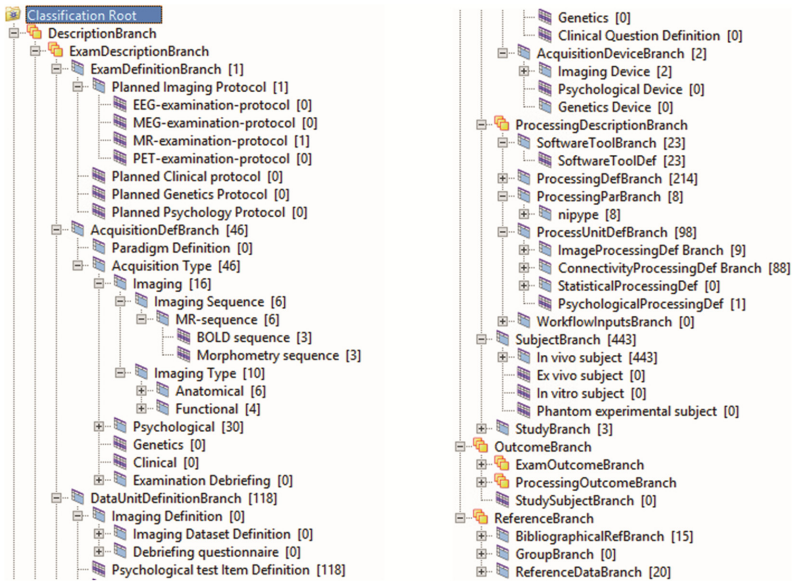 Classification Root
DescriptionBranch
ExamDescriptionBranch
ExamDefinitionBranch [1]
Planned Imaging Protocol [1]
EEG-examination-protocol [0]
MEG-examination-protocol [0]
MR-examination-protocol [1]
PET-examination-protocol [0]
Planned Clinical protocol [0]
Planned Genetics Protocol [0]
Planned Psychology Protocol [0]
AcquisitionDefBranch [46]
Paradigm Definition [0]
Acquisition Type [46]
Imaging [16]
Imaging Sequence [6]
MR-sequence [6]
BOLD sequence [3]
Morphometry sequence [3]
Imaging Type [10]
Anatomical [6]
Functional [4]
Psychological [30]
Genetics [0]
Clinical [0]
Examination Debriefing [0]
DataUnitDefinitionBranch [118]
Imaging Definition [0]
Imaging Dataset Definition [0]
Debriefing questionnaire [0]
Psychological test Item Definition [118]
Genetics [0]
Clinical Question Definition [0]
AcquisitionDeviceBranch [2]
Imaging Device [2]
Psychological Device [0]
Genetics Device [0]
ProcessingDescriptionBranch
SoftwareToolBranch [23]
SoftwareToolDef [23]
ProcessingDefBranch [214]
ProcessingParBranch [8]
nipype [8]
ProcessUnitDefBranch [98]
ImageProcessingDef Branch [9]
ConnectivityProcessingDef Branch [88]
StatisticalProcessingDef [0]
PsychologicalProcessingDef [1]
WorkflowInputsBranch [0]
SubjectBranch [443]
In vivo subject [443]
Ex vivo subject [0]
In vitro subject [0]
Phantom experimental subject [0]
StudyBranch [3]
OutcomeBranch
ExamOutcomeBranch
ProcessingOutcomeBranch
StudySubjectBranch [0]
ReferenceBranch
BibliographicalRefBranch [15]
GroupBranch [0]
ReferenceDataBranch [20]